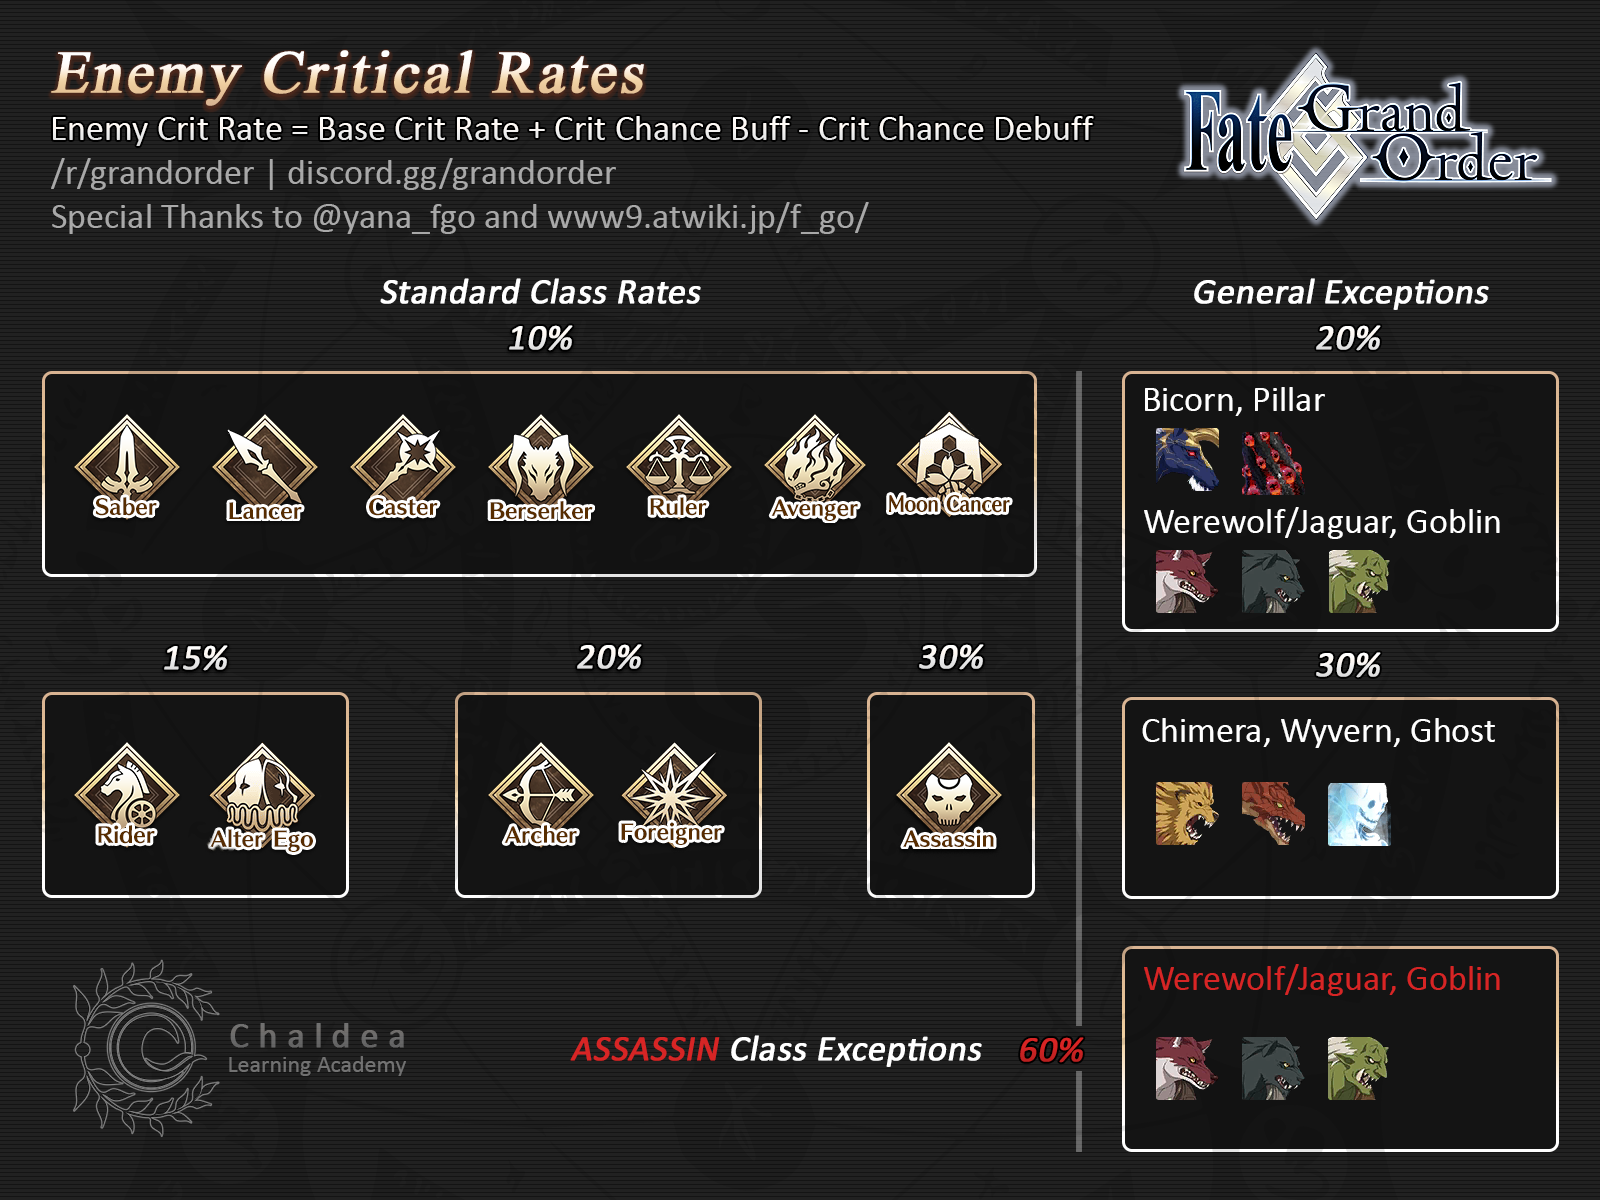 Enemy Critical Rates
Enemy Crit Rate = Base Crit Rate + Crit Chance Buff - Crit Chance Debuff
/r/grandorder | discord.gg/grandorder
Special Thanks to @yana_fgo and www9.atwiki.jp/f_go/
Fate Grand Order
Standard Class Rates
10%
Saber
Lancer
Caster
Berserker
Ruler
Avenger
Moon Cancer
15%
Rider
Alter Ego
20%
Archer
Foreigner
30%
Assassin
General Exceptions
20%
Bicorn, Pillar
Werewolf/Jaguar, Goblin
30%
Chimera, Wyvern, Ghost
ASSASSIN Class Exceptions 60%
Werewolf/Jaguar, Goblin
Chaldea
Learning Academy